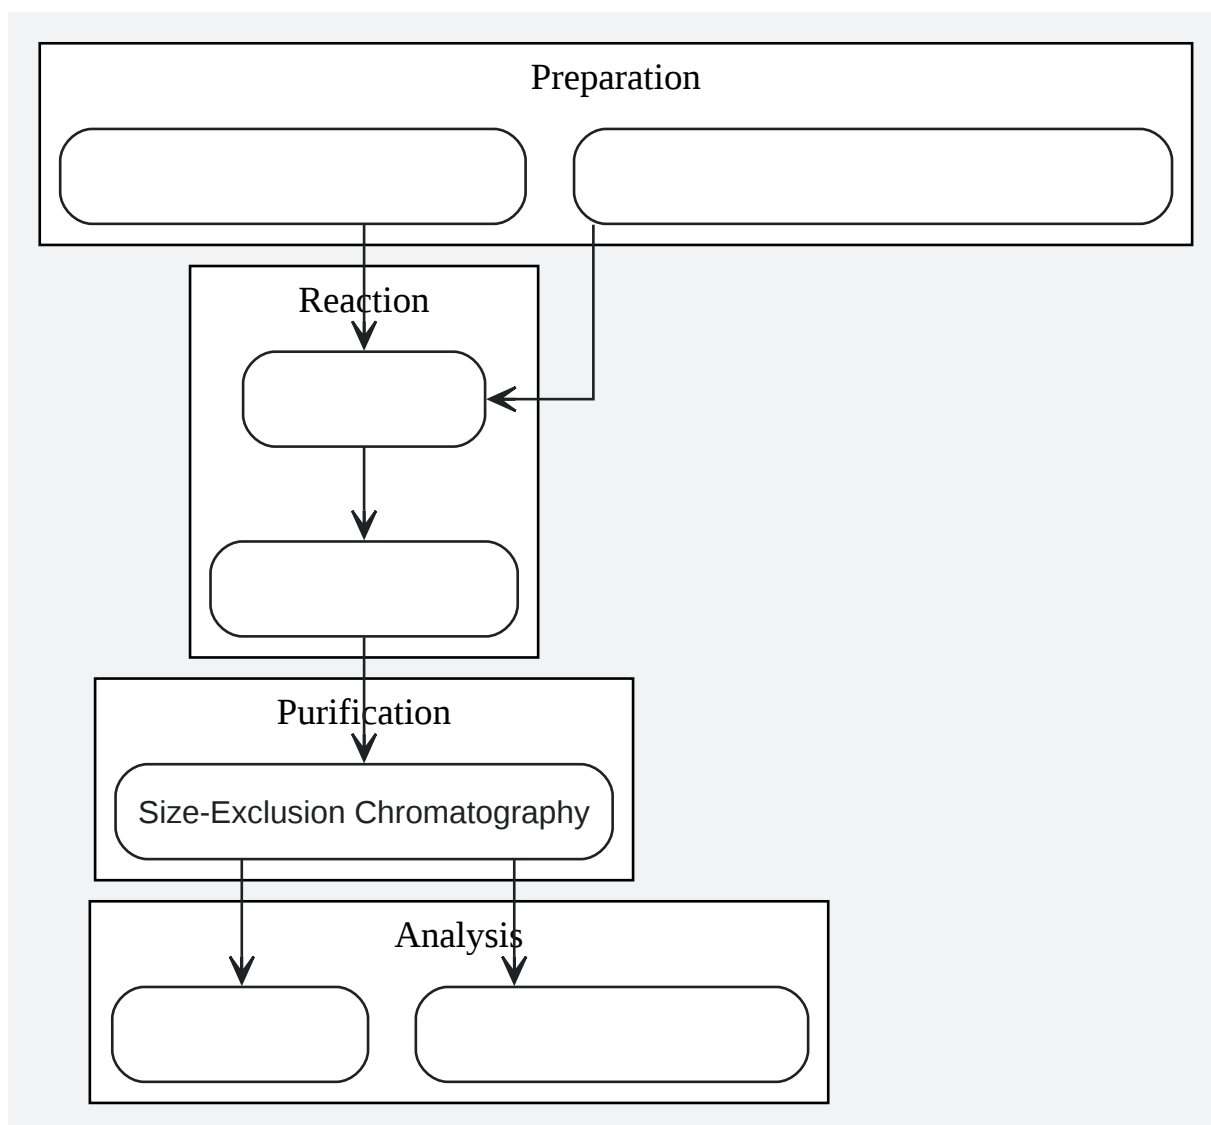 Preparation
Reaction
Purification
Size-Exclusion Chromatography
Analysis